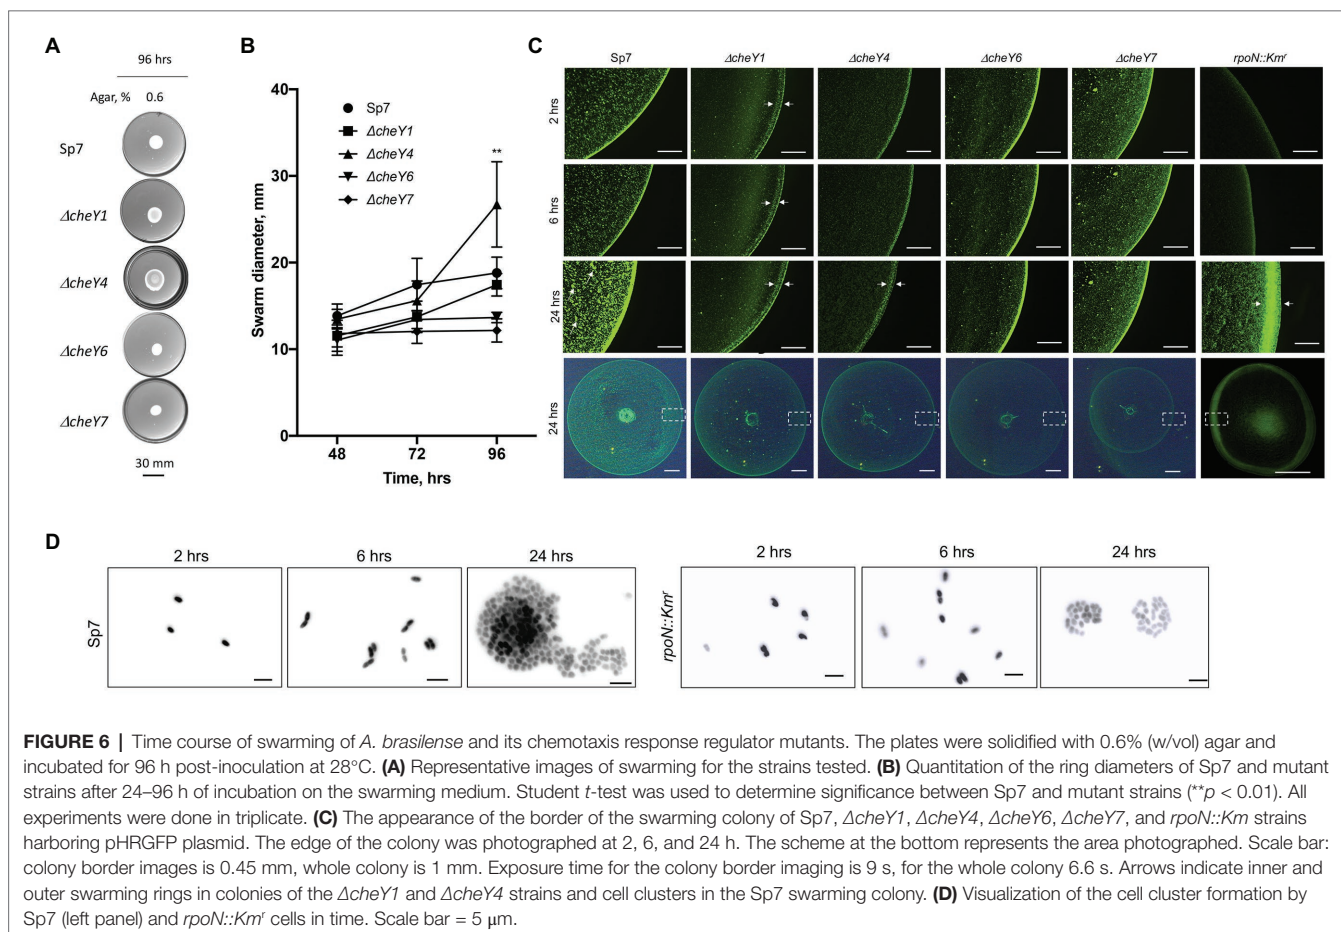 A
96 hrs
Agar, % 0.6
Sp7
ΔcheY1
ΔcheY4
ΔcheY6
ΔcheY7
30 mm
B
Swarm diameter, mm
40
30
20
10
0
Sp7
ΔcheY1
ΔcheY4
ΔcheY6
ΔcheY7
**
48 72 96
Time, hrs
C
Sp7 ΔcheY1 ΔcheY4 ΔcheY6 ΔcheY7 rpoN::Kmʳ
2 hrs
6 hrs
24 hrs
24 hrs
D
2 hrs 6 hrs 24 hrs 2 hrs 6 hrs 24 hrs
Sp7
rpoN::Kmʳ
FIGURE 6 | Time course of swarming of A. brasilense and its chemotaxis response regulator mutants. The plates were solidified with 0.6% (w/vol) agar and
incubated for 96 h post-inoculation at 28°C. (A) Representative images of swarming for the strains tested. (B) Quantitation of the ring diameters of Sp7 and mutant
strains after 24–96 h of incubation on the swarming medium. Student t-test was used to determine significance between Sp7 and mutant strains (**p < 0.01). All
experiments were done in triplicate. (C) The appearance of the border of the swarming colony of Sp7, ΔcheY1, ΔcheY4, ΔcheY6, ΔcheY7, and rpoN::Km strains
harboring pHRGFP plasmid. The edge of the colony was photographed at 2, 6, and 24 h. The scheme at the bottom represents the area photographed. Scale bar:
colony border images is 0.45 mm, whole colony is 1 mm. Exposure time for the colony border imaging is 9 s, for the whole colony 6.6 s. Arrows indicate inner and
outer swarming rings in colonies of the ΔcheY1 and ΔcheY4 strains and cell clusters in the Sp7 swarming colony. (D) Visualization of the cell cluster formation by
Sp7 (left panel) and rpoN::Kmʳ cells in time. Scale bar = 5 μm.